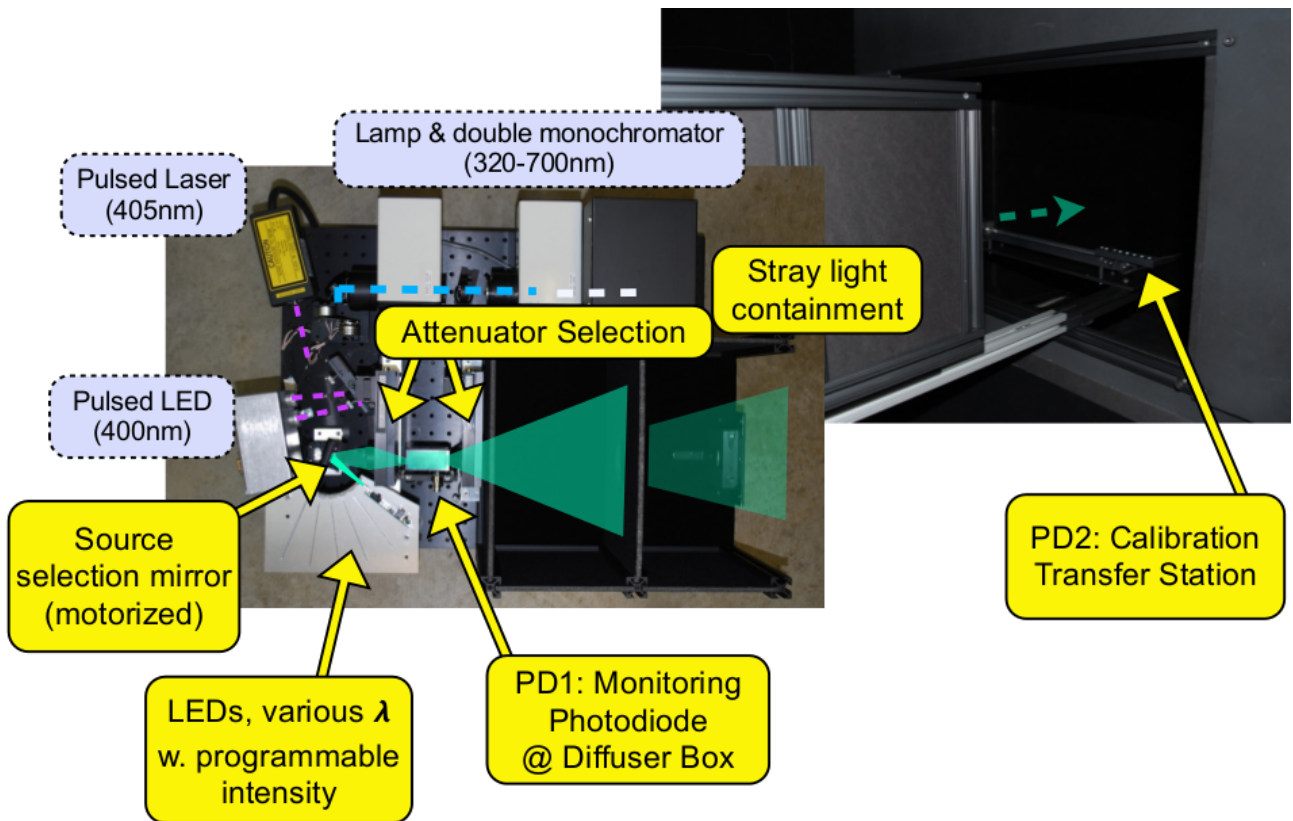 Lamp & double monochromator
(320-700nm)
Pulsed Laser
(405nm)
Stray light
containment
Attenuator Selection
Pulsed LED
(400nm)
Source
selection mirror
(motorized)
PD2: Calibration
Transfer Station
LEDs, various λ
w. programmable
intensity
PD1: Monitoring
Photodiode
@ Diffuser Box